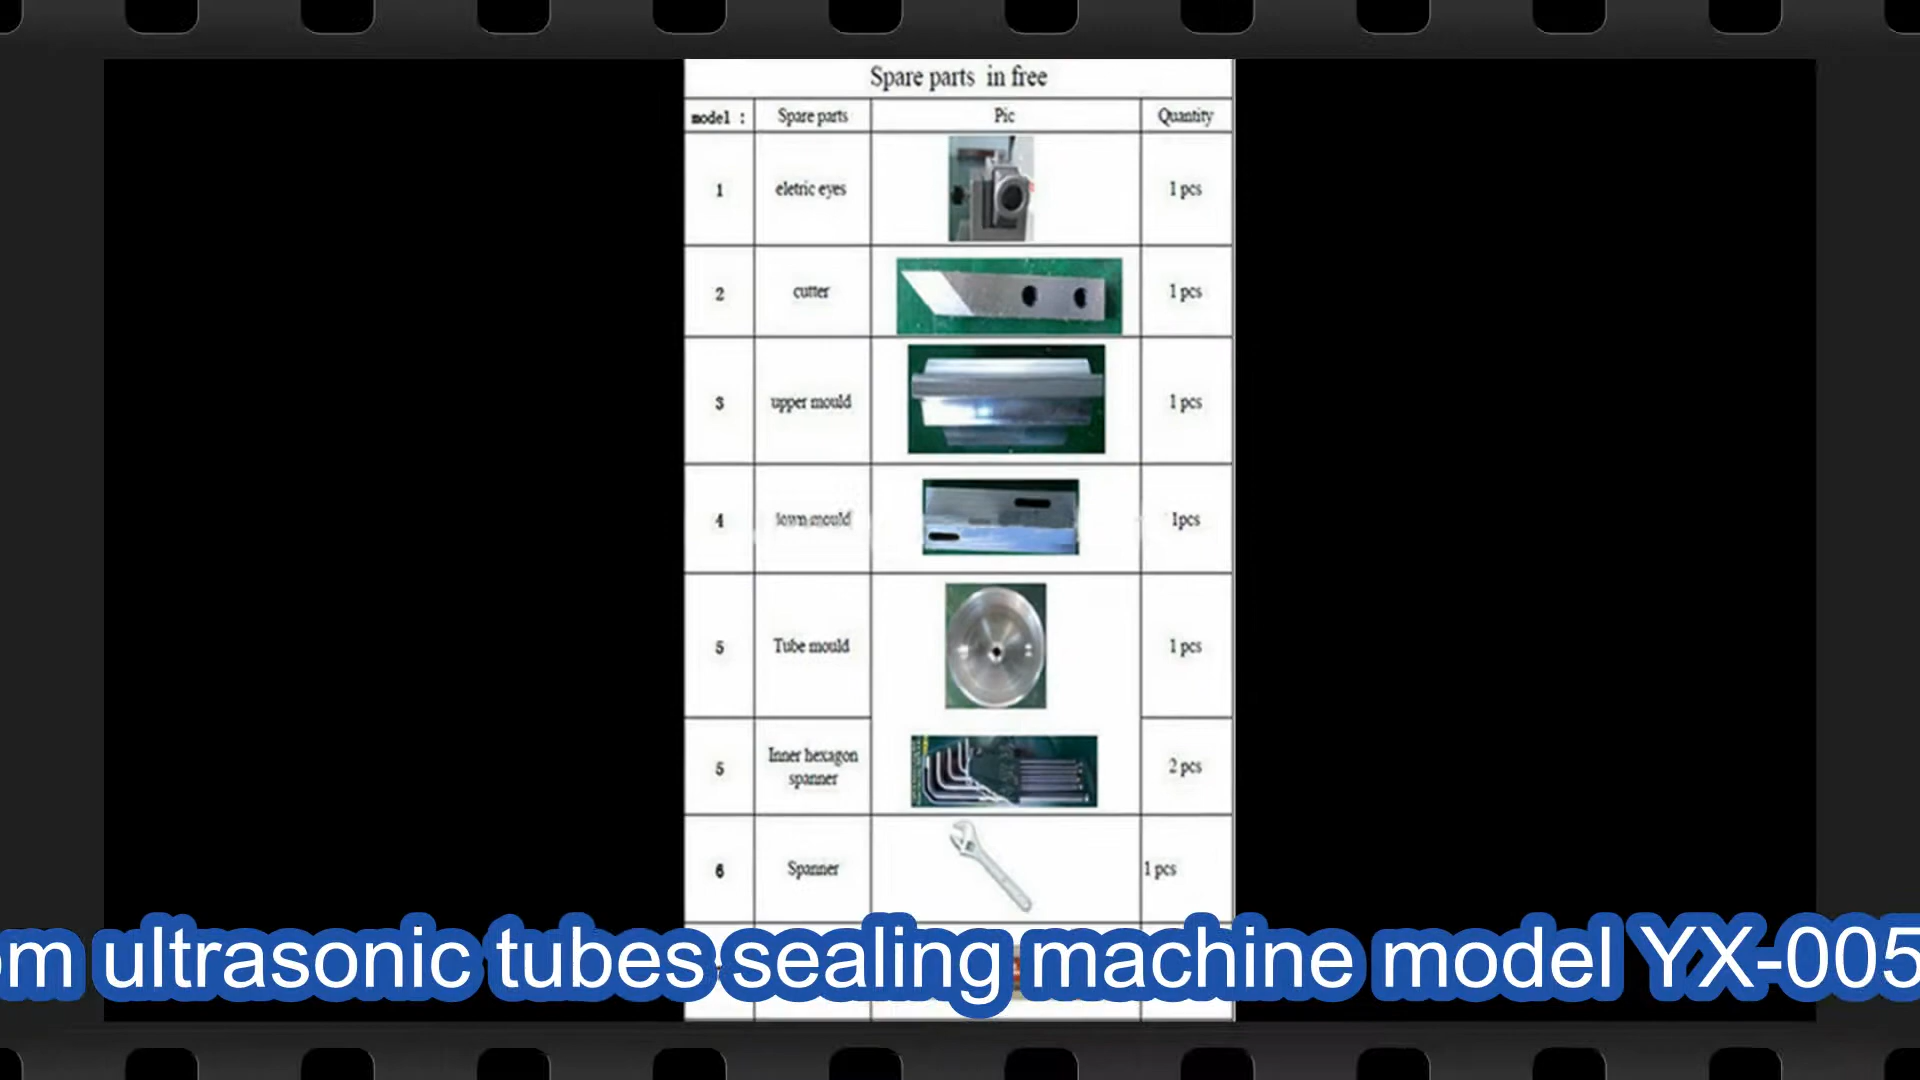 Spare parts in free
model : Spare parts Pic Quantity
1 eletric eyes 1 pcs
2 cutter 1 pcs
3 upper mould 1 pcs
4 mould 1pcs
5 Tube mould 1 pcs
5 Inner hexagon spanner 2 pcs
6 Spanner 1 pcs
om ultrasonic tubes sealing machine model YX-005